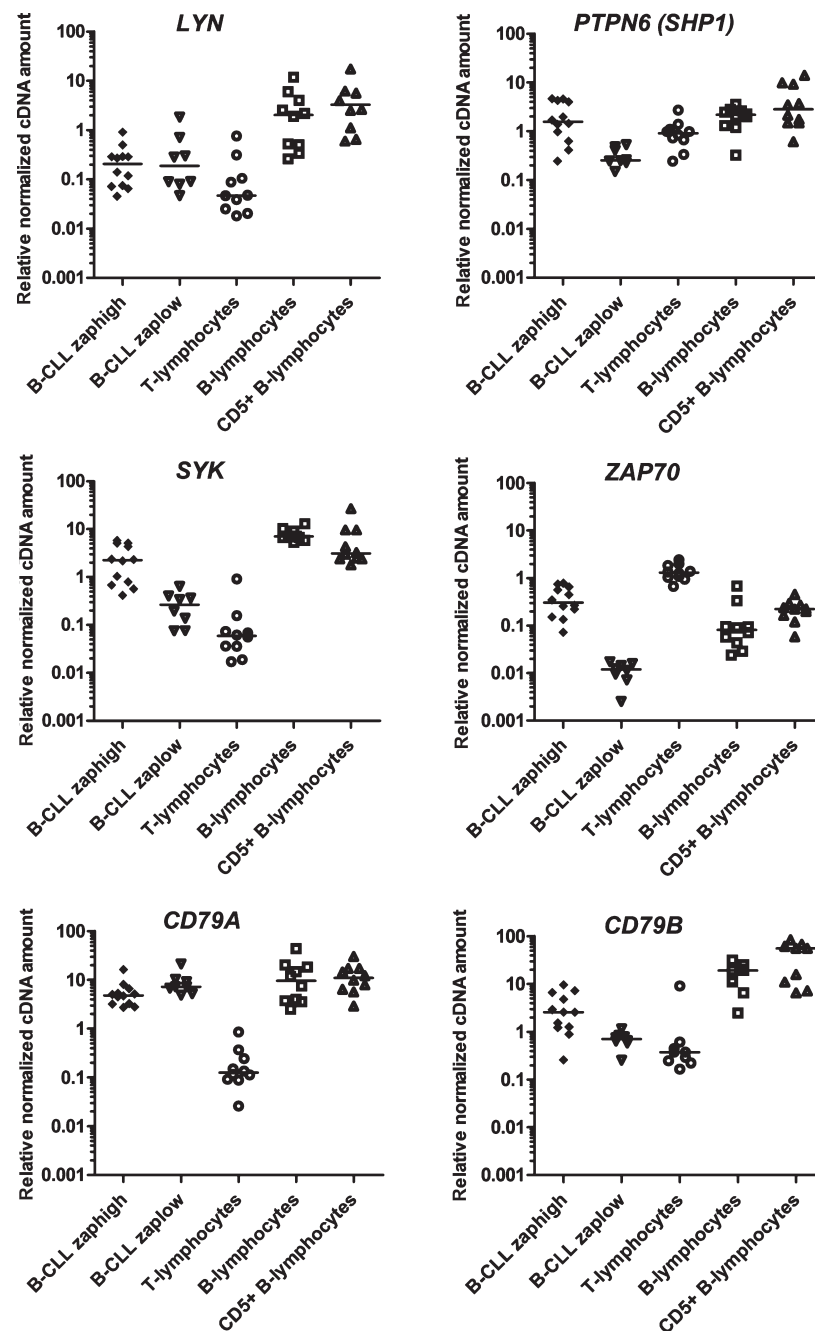 LYN
Relative normalized cDNA amount
100
10
1
0.1
0.01
0.001
B-CLL zaphigh
B-CLL zaplow
T-lymphocytes
B-lymphocytes
CD5+ B-lymphocytes
PTPN6 (SHP1)
Relative normalized cDNA amount
100
10
1
0.1
0.01
0.001
B-CLL zaphigh
B-CLL zaplow
T-lymphocytes
B-lymphocytes
CD5+ B-lymphocytes
SYK
Relative normalized cDNA amount
100
10
1
0.1
0.01
0.001
B-CLL zaphigh
B-CLL zaplow
T-lymphocytes
B-lymphocytes
CD5+ B-lymphocytes
ZAP70
Relative normalized cDNA amount
100
10
1
0.1
0.01
0.001
B-CLL zaphigh
B-CLL zaplow
T-lymphocytes
B-lymphocytes
CD5+ B-lymphocytes
CD79A
Relative normalized cDNA amount
100
10
1
0.1
0.01
0.001
B-CLL zaphigh
B-CLL zaplow
T-lymphocytes
B-lymphocytes
CD5+ B-lymphocytes
CD79B
Relative normalized cDNA amount
100
10
1
0.1
0.01
0.001
B-CLL zaphigh
B-CLL zaplow
T-lymphocytes
B-lymphocytes
CD5+ B-lymphocytes